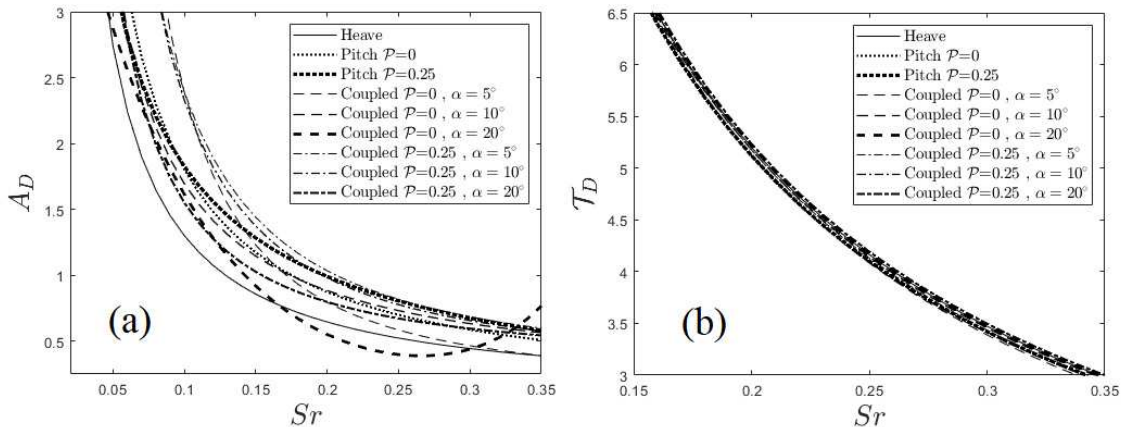 3
2.5
2
1.5
1
0.5
A_D
0.05 0.1 0.15 0.2 0.25 0.3 0.35
Sr
(a)
Heave
Pitch 𝒫=0
Pitch 𝒫=0.25
Coupled 𝒫=0 , α = 5°
Coupled 𝒫=0 , α = 10°
Coupled 𝒫=0 , α = 20°
Coupled 𝒫=0.25 , α = 5°
Coupled 𝒫=0.25 , α = 10°
Coupled 𝒫=0.25 , α = 20°
6.5
6
5.5
5
4.5
4
3.5
3
𝒯_D
0.15 0.2 0.25 0.3 0.35
Sr
(b)
Heave
Pitch 𝒫=0
Pitch 𝒫=0.25
Coupled 𝒫=0 , α = 5°
Coupled 𝒫=0 , α = 10°
Coupled 𝒫=0 , α = 20°
Coupled 𝒫=0.25 , α = 5°
Coupled 𝒫=0.25 , α = 10°
Coupled 𝒫=0.25 , α = 20°